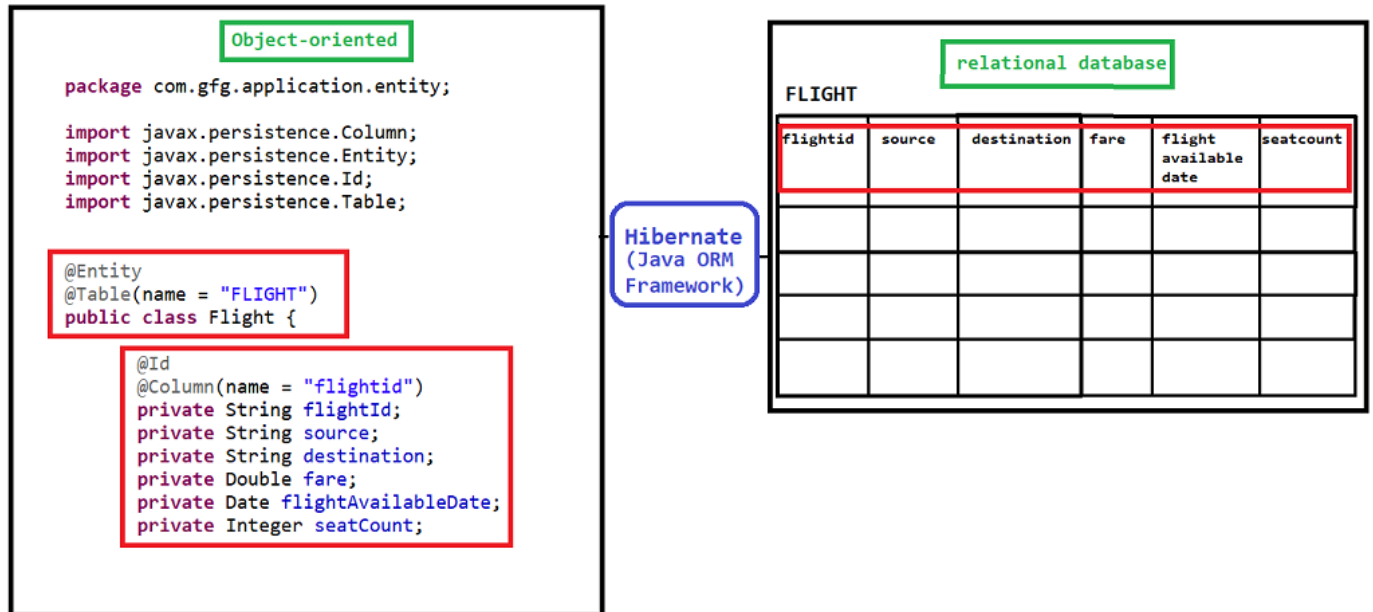 Object-oriented
package com.gfg.application.entity;
import javax.persistence.Column;
import javax.persistence.Entity;
import javax.persistence.Id;
import javax.persistence.Table;
@Entity
@Table(name = "FLIGHT")
public class Flight {
@Id
@Column(name = "flightid")
private String flightId;
private String source;
private String destination;
private Double fare;
private Date flightAvailableDate;
private Integer seatCount;
Hibernate
(Java ORM
Framework)
relational database
FLIGHT
flightid source destination fare flight seatcount
available
date